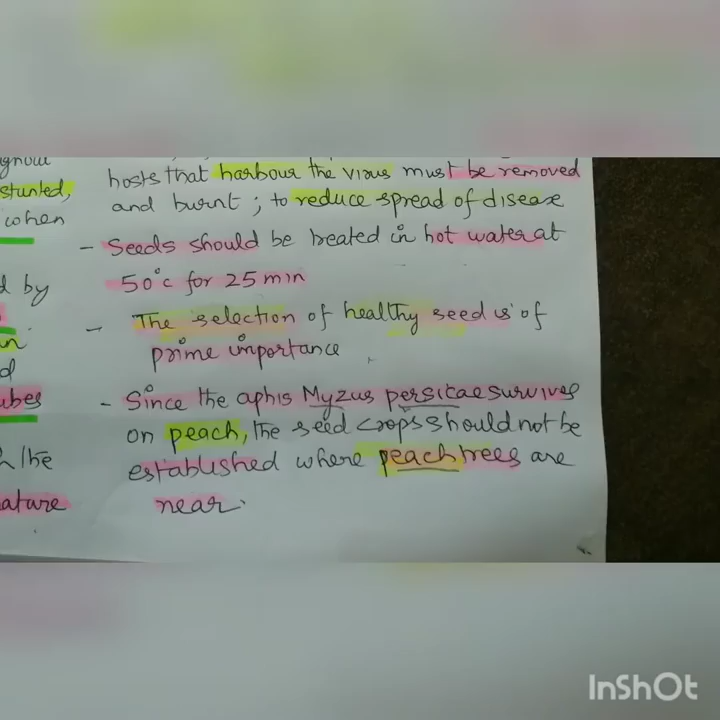 stunted,
when
d by
in
d
ubes
the
ature
hosts that harbour the virus must be removed
and burnt ; to reduce spread of disease
- Seeds should be treated in hot water at
50°c for 25 min
- The selection of healthy seed is of
prime importance
- Since the aphis Myzus persicae survives
on peach, the seed crops should not be
established where peach trees are
near.
InShOt